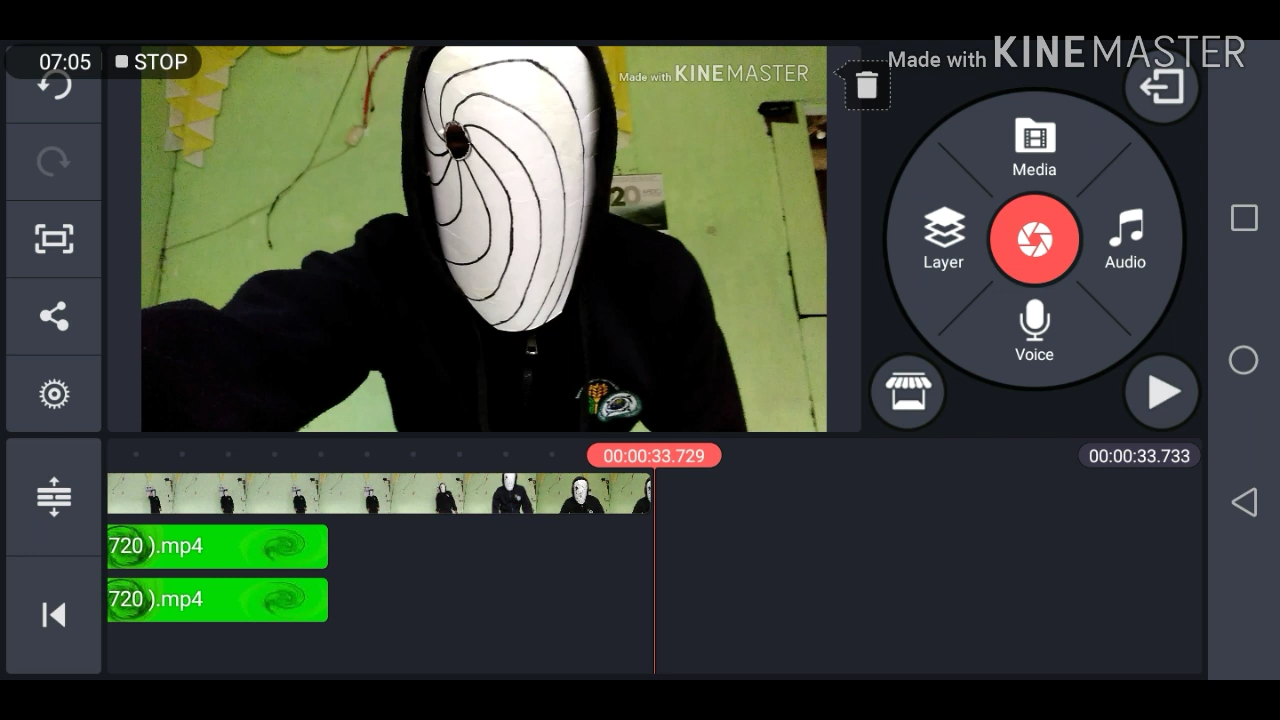 07:05 STOP
Made with KINEMASTER
Made with KINEMASTER
20
Media
Layer
Audio
Voice
00:00:33.729
00:00:33.733
720 ).mp4
720 ).mp4